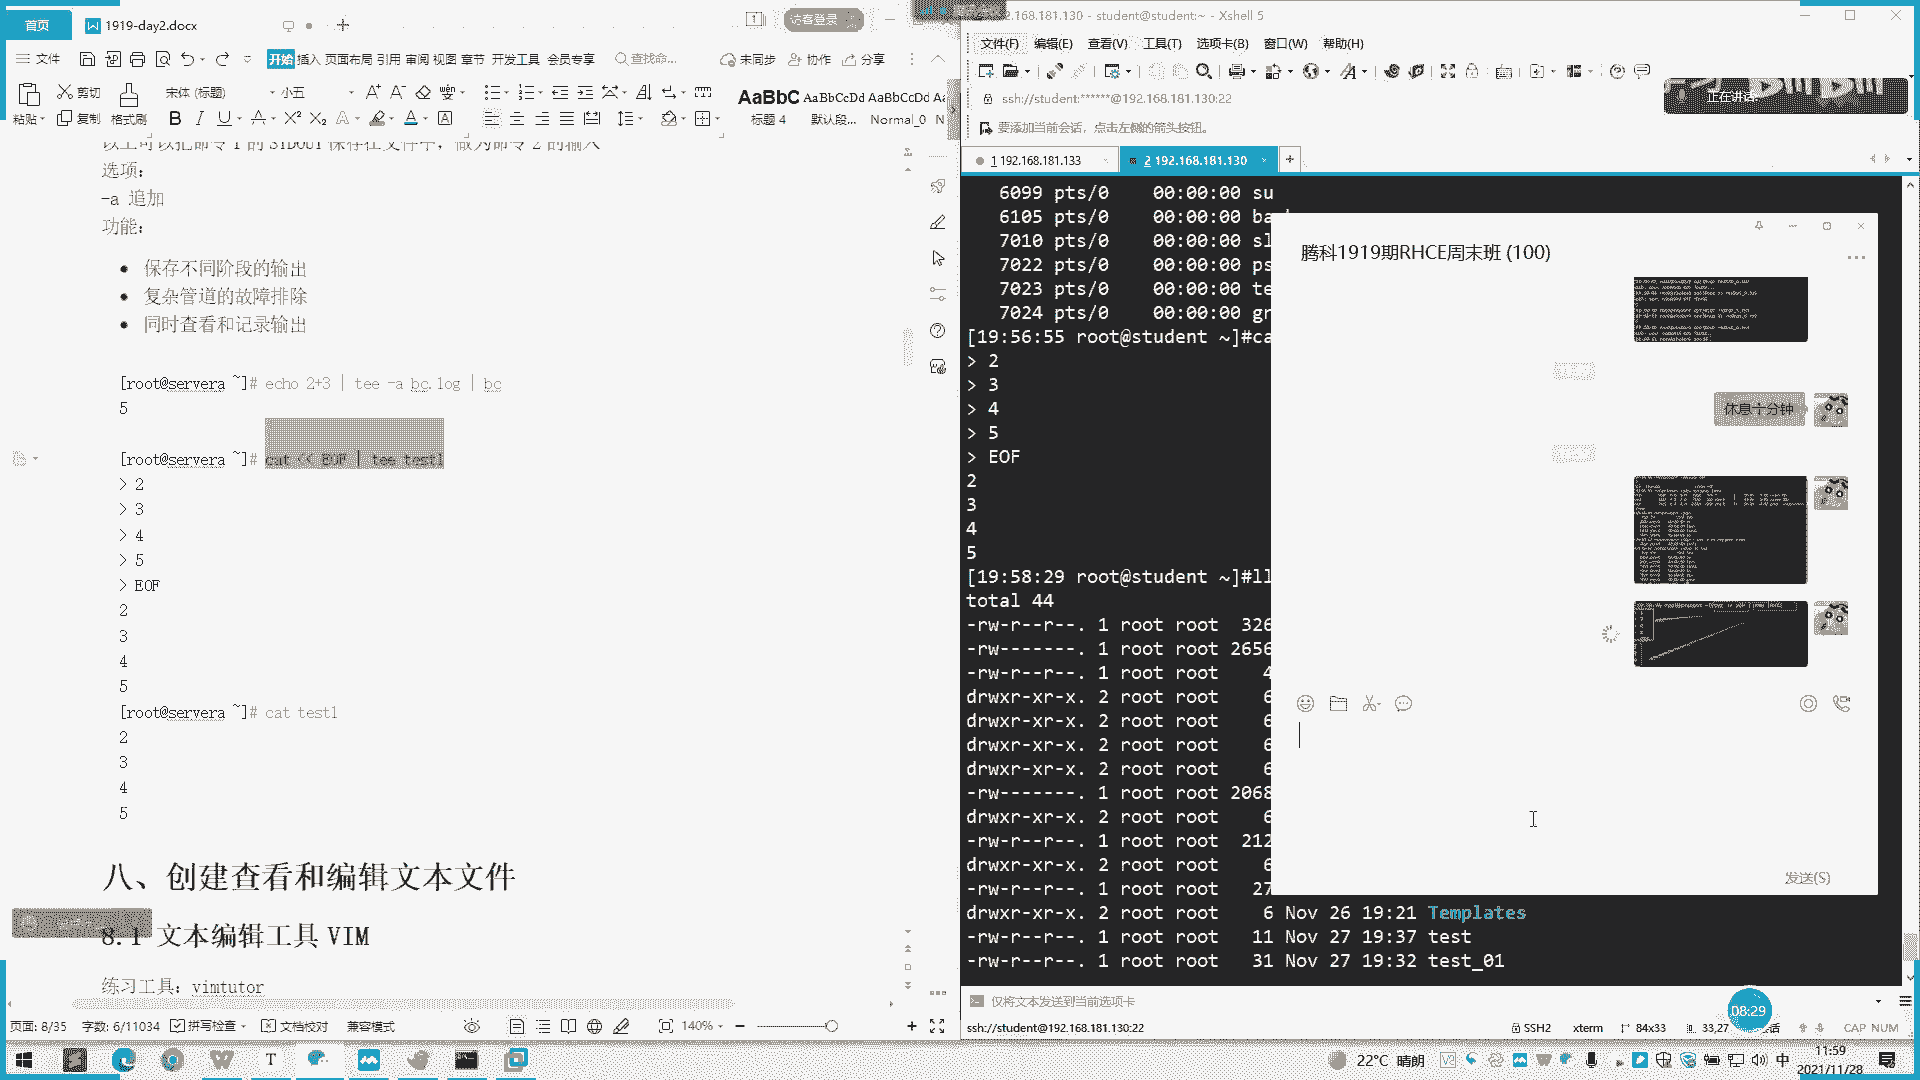 首页
1919-day2.docx
访客登录
文件
开始 插入 页面布局 引用 审阅 视图 章节 开发工具 会员专享
查找命...
未同步
协作
分享
粘贴
剪切
复制
格式刷
宋体 (标题)
小五
AaBbC AaBbCcDd AaBbCcDd
标题 4
默认段...
Normal_0
选项：
-a 追加
功能：
保存不同阶段的输出
复杂管道的故障排除
同时查看和记录输出
[root@servera ~]# echo 2+3 | tee -a bc.log | bc
5
[root@servera ~]# cat << EOF | tee test1
> 2
> 3
> 4
> 5
> EOF
2
3
4
5
[root@servera ~]# cat test1
2
3
4
5
八、创建查看和编辑文本文件
8.1 文本编辑工具 VIM
练习工具：vimtutor
页面: 8/35
字数: 6/11034
拼写检查
文档校对
兼容模式
140%
192.168.181.130 - student@student:~ - Xshell 5
文件(F) 编辑(E) 查看(V) 工具(T) 选项卡(B) 窗口(W) 帮助(H)
ssh://student:******@192.168.181.130:22
正在讲话:
要添加当前会话，点击左侧的箭头按钮。
1 192.168.181.133
2 192.168.181.130
6099 pts/0 00:00:00 su
6105 pts/0 00:00:00 ba
7010 pts/0 00:00:00 sl
7022 pts/0 00:00:00 ps
7023 pts/0 00:00:00 te
7024 pts/0 00:00:00 gr
[19:56:55 root@student ~]#ca
> 2
> 3
> 4
> 5
> EOF
2
3
4
5
[19:58:29 root@student ~]#ll
total 44
-rw-r--r--. 1 root root 326
-rw-------. 1 root root 2656
-rw-r--r--. 1 root root 4
drwxr-xr-x. 2 root root 6
drwxr-xr-x. 2 root root 6
drwxr-xr-x. 2 root root 6
drwxr-xr-x. 2 root root 6
-rw-------. 1 root root 2068
drwxr-xr-x. 2 root root 6
-rw-r--r--. 1 root root 212
drwxr-xr-x. 2 root root 6
-rw-r--r--. 1 root root 27
drwxr-xr-x. 2 root root 6 Nov 26 19:21 Templates
-rw-r--r--. 1 root root 11 Nov 27 19:37 test
-rw-r--r--. 1 root root 31 Nov 27 19:32 test_01
腾科1919期RHCE周末班 (100)
休息十分钟
发送(S)
仅将文本发送到当前选项卡
08:29
ssh://student@192.168.181.130:22
SSH2
xterm
84x33
33,27
CAP NUM
22°C 晴朗
中
11:59
2021/11/28